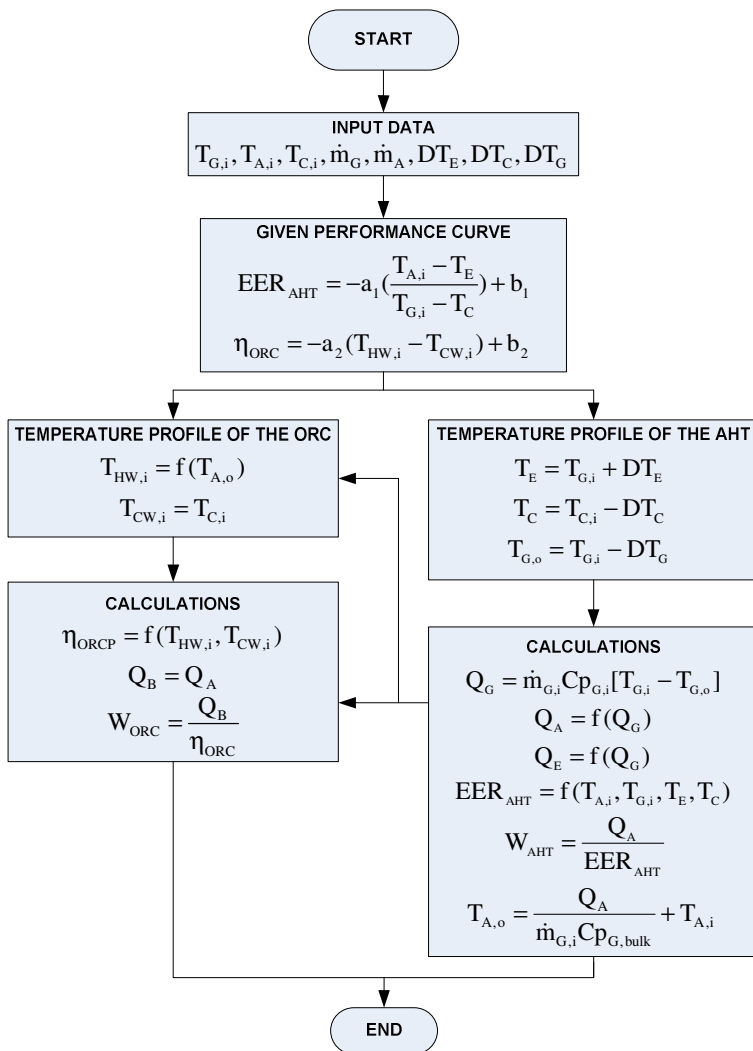 START
INPUT DATA
T_{G,i}, T_{A,i}, T_{C,i}, ṁ_G, ṁ_A, DT_E, DT_C, DT_G
GIVEN PERFORMANCE CURVE
EER_{AHT} = −a_1(\frac{T_{A,i} − T_E}{T_{G,i} − T_C}) + b_1
η_{ORC} = −a_2(T_{HW,i} − T_{CW,i}) + b_2
TEMPERATURE PROFILE OF THE ORC
T_{HW,i} = f(T_{A,o})
T_{CW,i} = T_{C,i}
CALCULATIONS
η_{ORCP} = f(T_{HW,i}, T_{CW,i})
Q_B = Q_A
W_{ORC} = \frac{Q_B}{η_{ORC}}
TEMPERATURE PROFILE OF THE AHT
T_E = T_{G,i} + DT_E
T_C = T_{C,i} − DT_C
T_{G,o} = T_{G,i} − DT_G
CALCULATIONS
Q_G = ṁ_{G,i}Cp_{G,i}[T_{G,i} − T_{G,o}]
Q_A = f(Q_G)
Q_E = f(Q_G)
EER_{AHT} = f(T_{A,i}, T_{G,i}, T_E, T_C)
W_{AHT} = \frac{Q_A}{EER_{AHT}}
T_{A,o} = \frac{Q_A}{ṁ_{G,i}Cp_{G,bulk}} + T_{A,i}
END